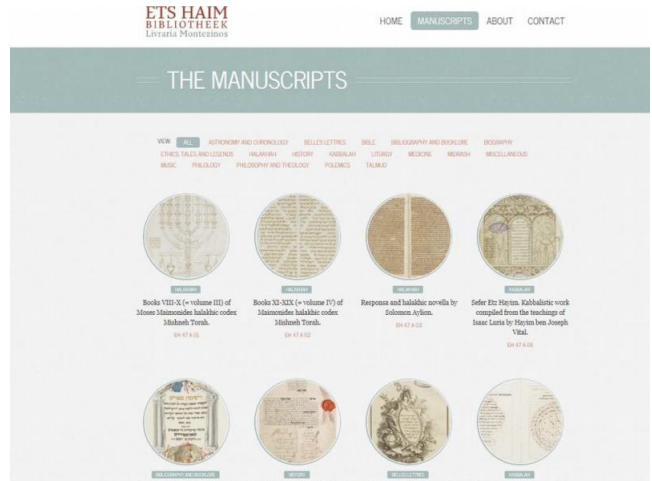 ETS HAIM
BIBLIOTHEEK
Livraria Montezinos
HOME MANUSCRIPTS ABOUT CONTACT
THE MANUSCRIPTS
VIEW: ALL ASTRONOMY AND CHRONOLOGY BELLES LETTRES BIBLE BIBLIOGRAPHY AND BOOKLORE BIOGRAPHY
ETHICS, TALES, AND LEGENDS HALAKHAH HISTORY KABBALAH LITURGY MEDICINE MIDRASH MISCELLANEOUS
MUSIC PHILOLOGY PHILOSOPHY AND THEOLOGY POLEMICS TALMUD
HALAKHAH
Books VIII-X (= volume III) of
Moses Maimonides halakhic codex
Mishneh Torah.
EH 47 A 01
HALAKHAH
Books XI-XIX (= volume IV) of
Maimonides halakhic codex
Mishneh Torah.
EH 47 A 02
HALAKHAH
Responsa and halakhic novella by
Solomon Aylion.
EH 47 A 03
KABBALAH
Sefer Etz Hayim. Kabbalistic work
compiled from the teachings of
Isaac Luria by Hayim ben Joseph
Vital.
BIBLIOGRAPHY AND BOOKLORE
HISTORY
BELLES LETTRES
KABBALAH